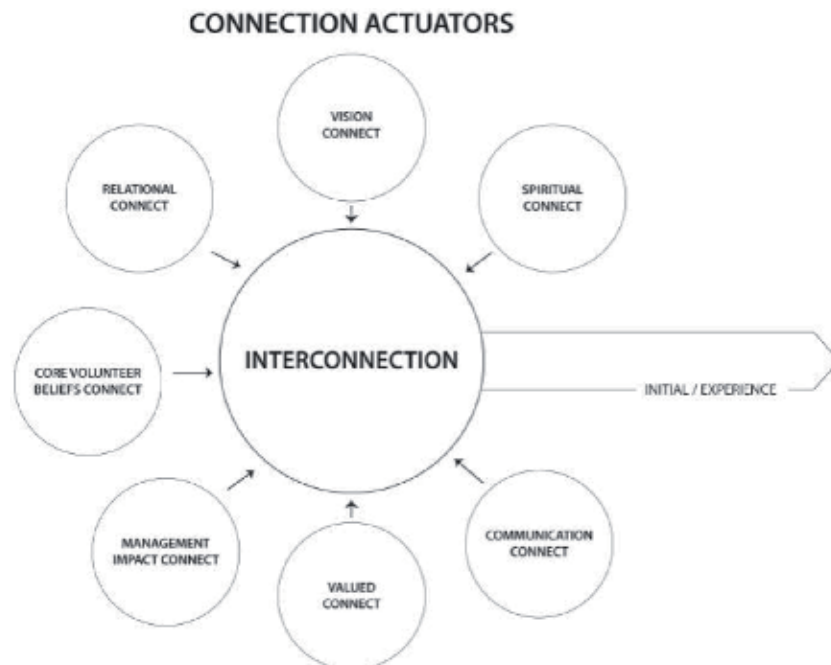 CONNECTION ACTUATORS
VISION
CONNECT
RELATIONAL
CONNECT
SPIRITUAL
CONNECT
CORE VOLUNTEER
BELIEFS CONNECT
INTERCONNECTION
INITIAL / EXPERIENCE
MANAGEMENT
IMPACT CONNECT
VALUED
CONNECT
COMMUNICATION
CONNECT